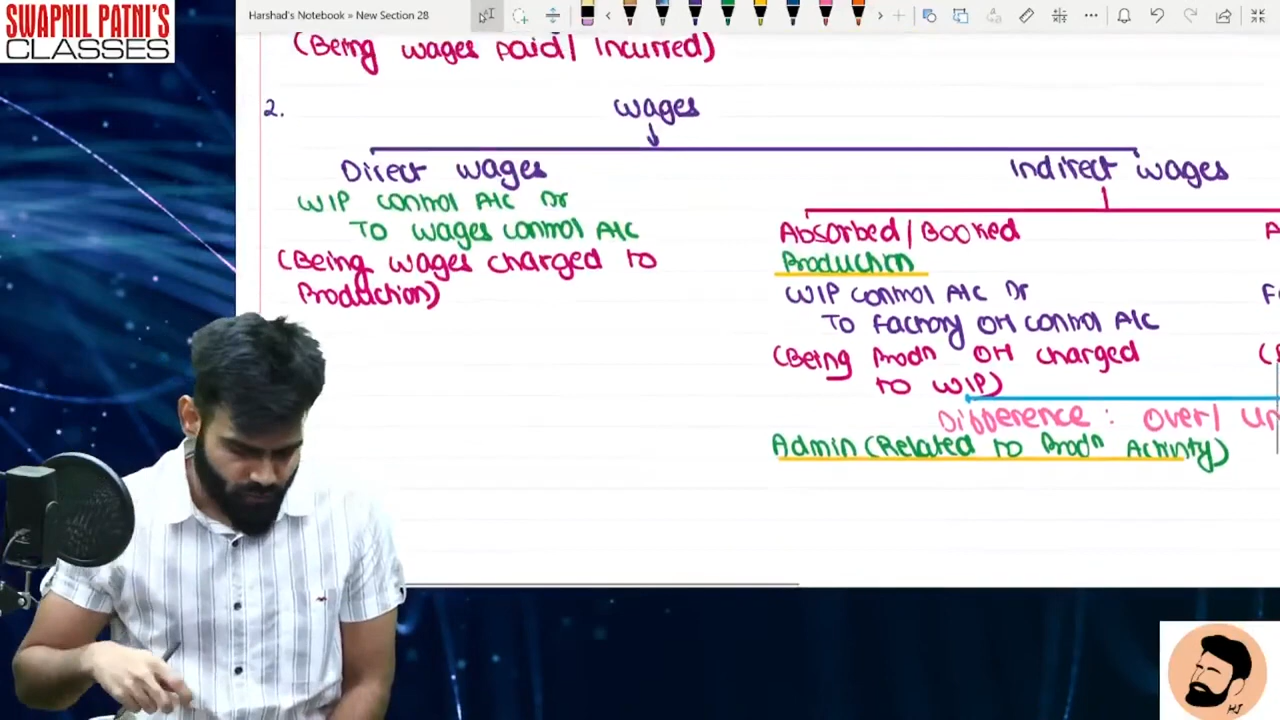 SWAPNIL PATNI'S
CLASSES
Harshad's Notebook » New Section 28
(Being wages paid/ Incurred)
2.
Wages
Direct wages
WIP control A/C Dr
To wages control A/C
(Being wages charged to
Production)
Indirect wages
Absorbed/Booked
A
Production
WIP control A/C Dr
To Factory OH control A/C
(Being Prodn OH charged
to WIP)
Difference : Over/ Un
Admin (Related to Prodn Activity)
HJ